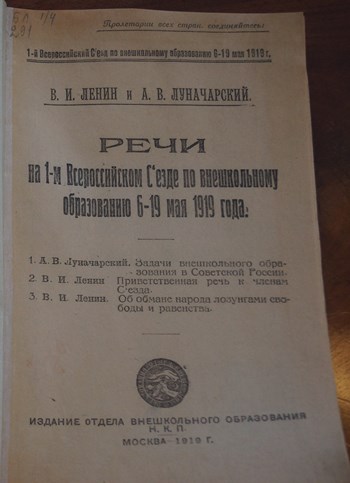 Пролетарии всех стран, соединяйтесь!
1-й Всероссийский С'езд по внешкольному образованию 6-19 мая 1919 г.
В. И. ЛЕНИН и А. В. ЛУНАЧАРСКИЙ.
РЕЧИ
на 1-м Всероссийском С'езде по внешкольному
образованию 6-19 мая 1919 года.
1. А. В. Луначарский. Задачи внешкольного обра-
зования в Советской России.
2. В. И. Ленин Приветственная речь к членам
С'езда.
3. В. И. Ленин. Об обмане народа лозунгами сво-
боды и равенства.
ИЗДАНИЕ ОТДЕЛА ВНЕШКОЛЬНОГО ОБРАЗОВАНИЯ
Н. К. П.
МОСКВА—1919 Г.